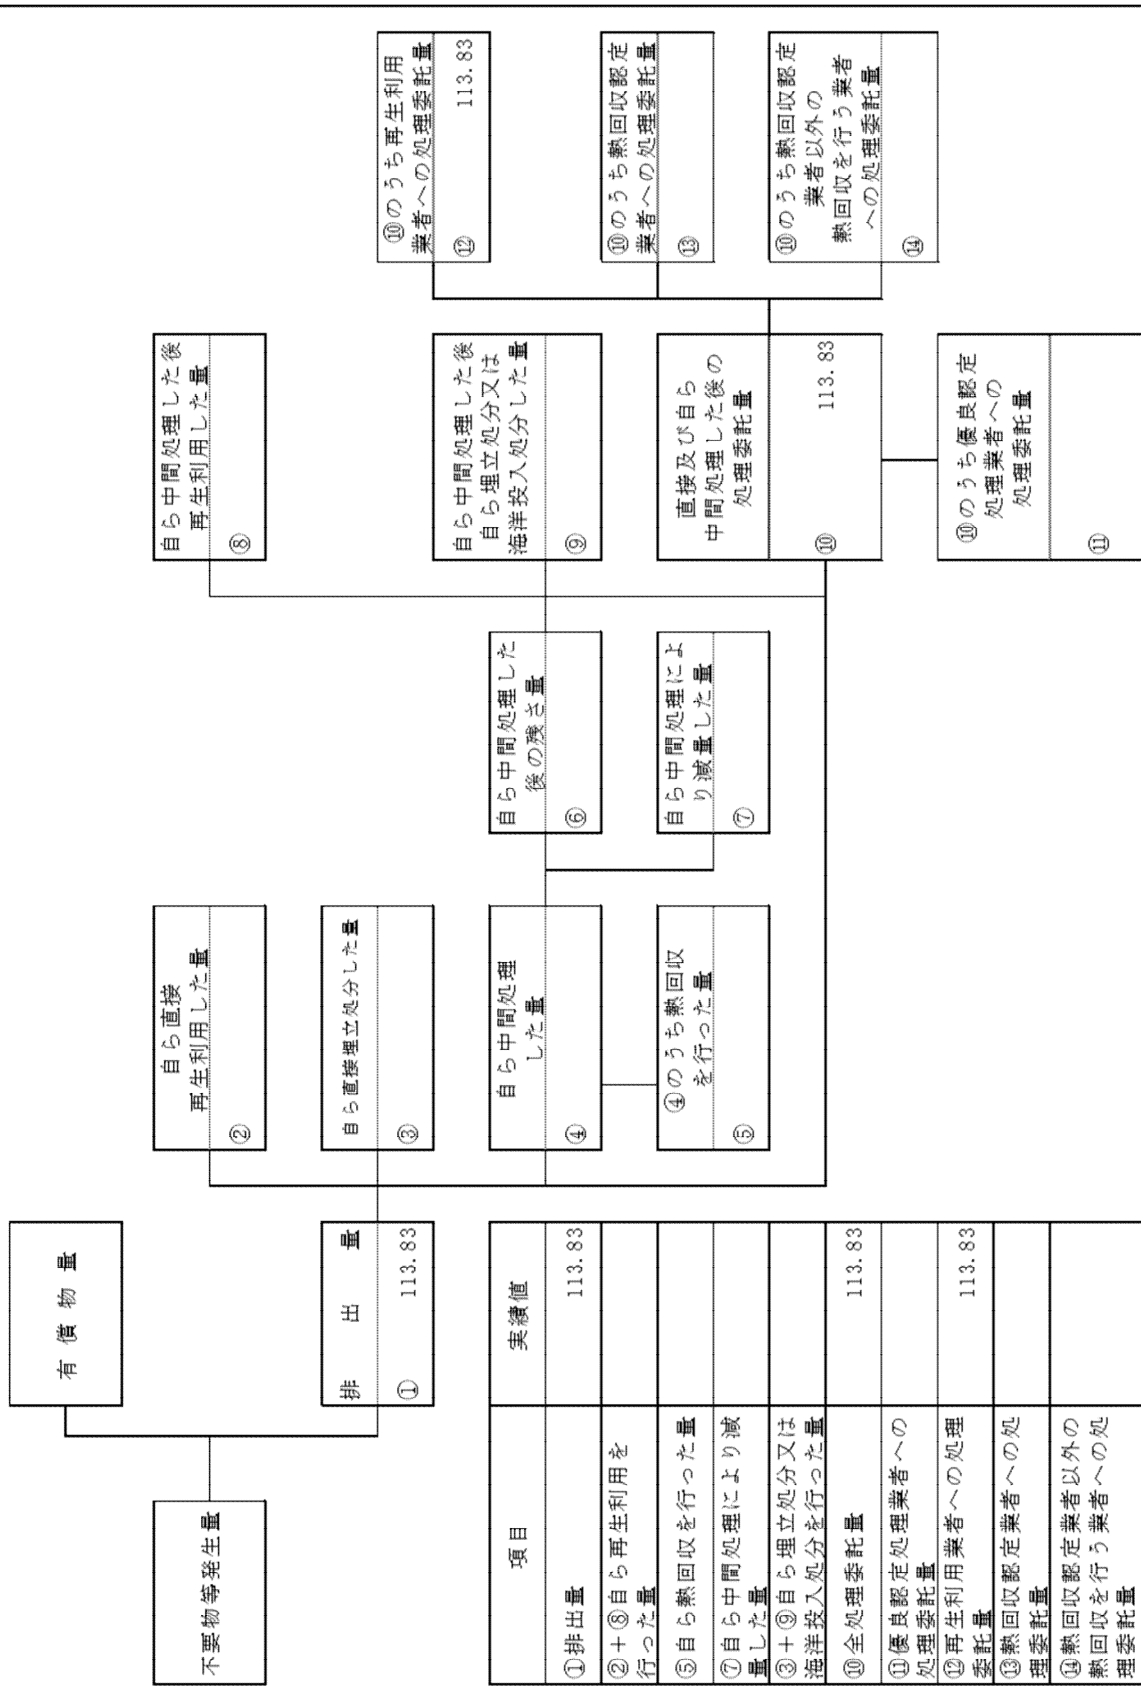 不要物等発生量
有償物量
排出量
① 113.83
自ら直接
再生利用した量
②
自ら直接埋立処分した量
③
自ら中間処理
した量
④
④のうち熱回収
を行った量
⑤
自ら中間処理した
後の残さ量
⑥
自ら中間処理によ
り減量した量
⑦
自ら中間処理した後
再生利用した量
⑧
自ら中間処理した後
自ら埋立処分又は
海洋投入処分した量
⑨
直接及び自ら
中間処理した後の
処理委託量
⑩ 113.83
⑩のうち優良認定
処理業者への
処理委託量
⑪
⑩のうち再生利用
業者への処理委託量
⑫ 113.83
⑩のうち熱回収認定
業者への処理委託量
⑬
⑩のうち熱回収認定
業者以外の
熱回収を行う業者
への処理委託量
⑭
項目 実績値
①排出量 113.83
②+⑧自ら再生利用を
行った量
⑤自ら熱回収を行った量
⑦自ら中間処理により減
量した量
③+⑨自ら埋立処分又は
海洋投入処分を行った量
⑩全処理委託量 113.83
⑪優良認定処理業者への
処理委託量
⑫再生利用業者への処理
委託量 113.83
⑬熱回収認定業者への処
理委託量
⑭熱回収認定業者以外の
熱回収を行う業者への処
理委託量